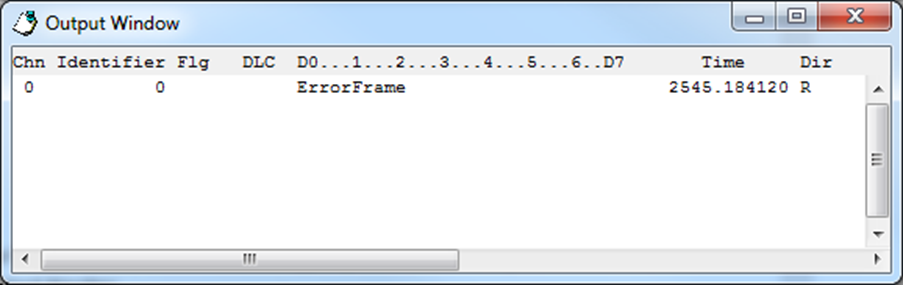 Output Window
Chn Identifier Flg DLC D0...1...2...3...4...5...6..D7 Time Dir
0 0 ErrorFrame 2545.184120 R